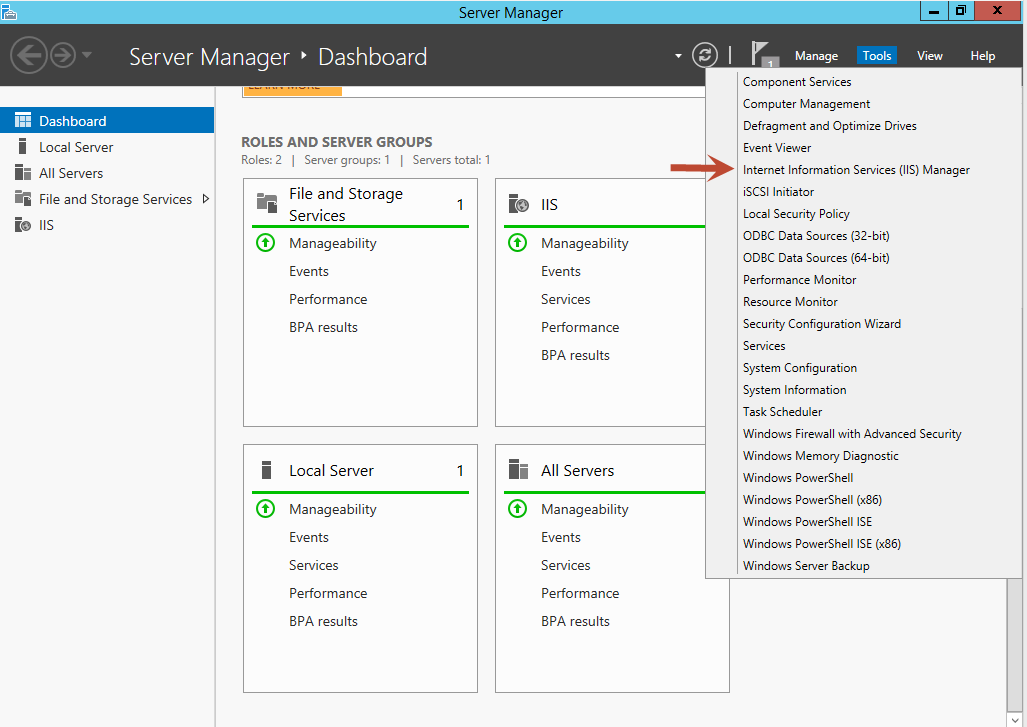 Server Manager
Server Manager ‣ Dashboard
1
Manage
Tools
View
Help
Dashboard
Local Server
All Servers
File and Storage Services
IIS
LEARN MORE
ROLES AND SERVER GROUPS
Roles: 2 | Server groups: 1 | Servers total: 1
File and Storage
Services
1
Manageability
Events
Performance
BPA results
IIS
Manageability
Events
Services
Performance
BPA results
Local Server
1
Manageability
Events
Services
Performance
BPA results
All Servers
Manageability
Events
Services
Performance
BPA results
Component Services
Computer Management
Defragment and Optimize Drives
Event Viewer
Internet Information Services (IIS) Manager
iSCSI Initiator
Local Security Policy
ODBC Data Sources (32-bit)
ODBC Data Sources (64-bit)
Performance Monitor
Resource Monitor
Security Configuration Wizard
Services
System Configuration
System Information
Task Scheduler
Windows Firewall with Advanced Security
Windows Memory Diagnostic
Windows PowerShell
Windows PowerShell (x86)
Windows PowerShell ISE
Windows PowerShell ISE (x86)
Windows Server Backup